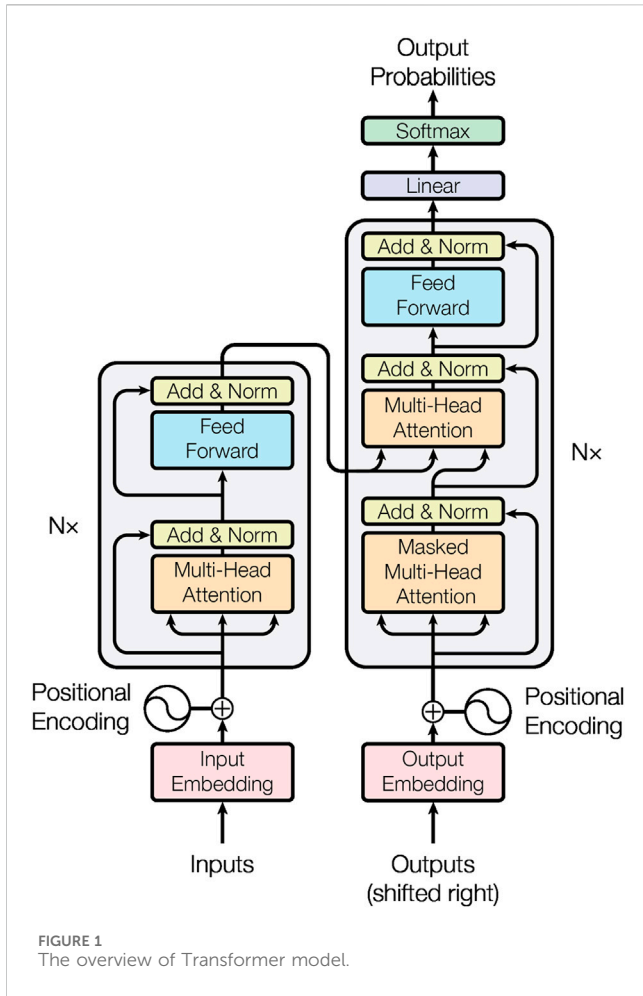 Output
Probabilities
Softmax
Linear
Add & Norm
Feed
Forward
Add & Norm
Multi-Head
Attention
Add & Norm
Masked
Multi-Head
Attention
Nx
Add & Norm
Feed
Forward
Add & Norm
Multi-Head
Attention
Nx
Positional
Encoding
Positional
Encoding
Input
Embedding
Output
Embedding
Inputs
Outputs
(shifted right)
FIGURE 1
The overview of Transformer model.